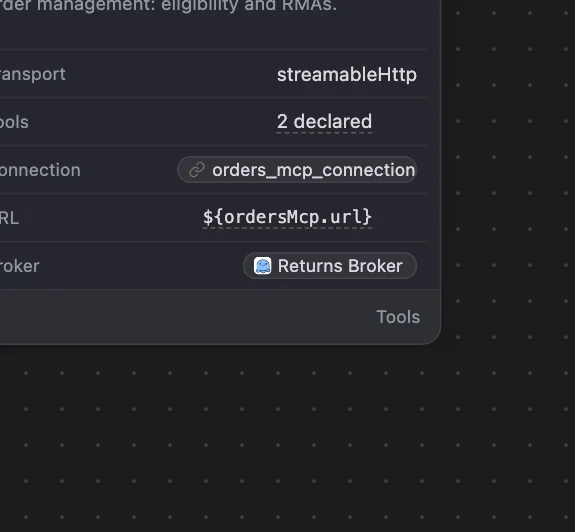 rder management: eligibility and RMAs.
ransport streamableHttp
ools 2 declared
onnection orders_mcp_connection
RL ${ordersMcp.url}
roker Returns Broker
Tools